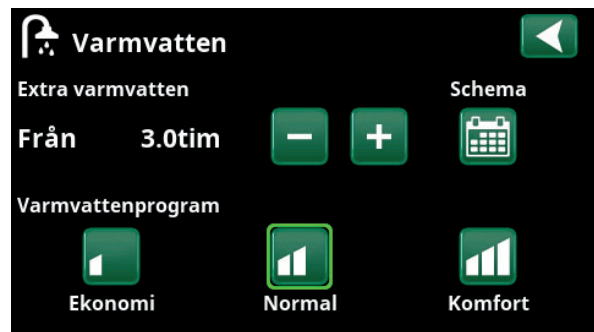 Varmvatten
Extra varmvatten
Schema
Från 3.0tim
Varmvattenprogram
Ekonomi Normal Komfort